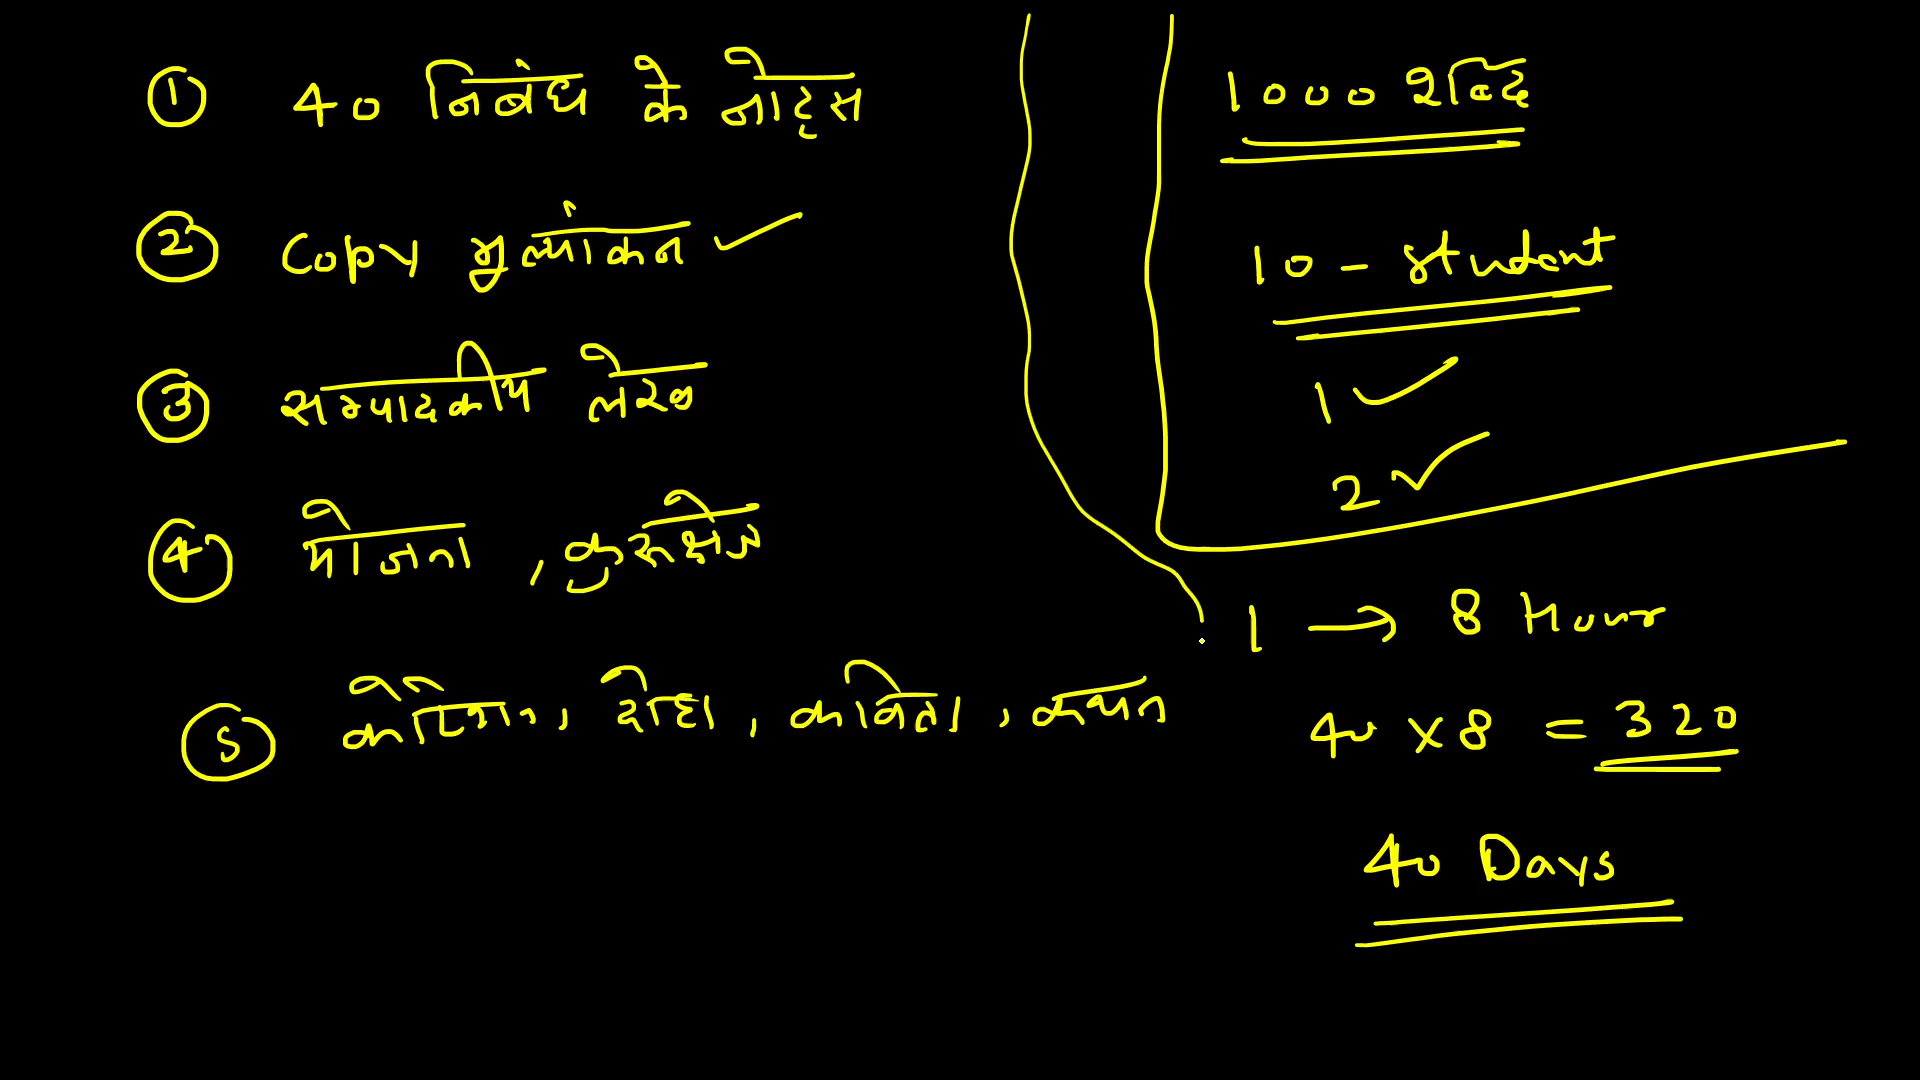 ① 40 निबंध के नोट्स
② Copy मुल्यांकन ✓
③ सम्पादकीय लेख
④ योजना, कुरूक्षेत्र
⑤ कोटेशन, दोहा, कविता, कथन
1000 शब्दि
10 - Student
1 ✓
2 ✓
1 → 8 Hour
40 × 8 = 320
40 Days